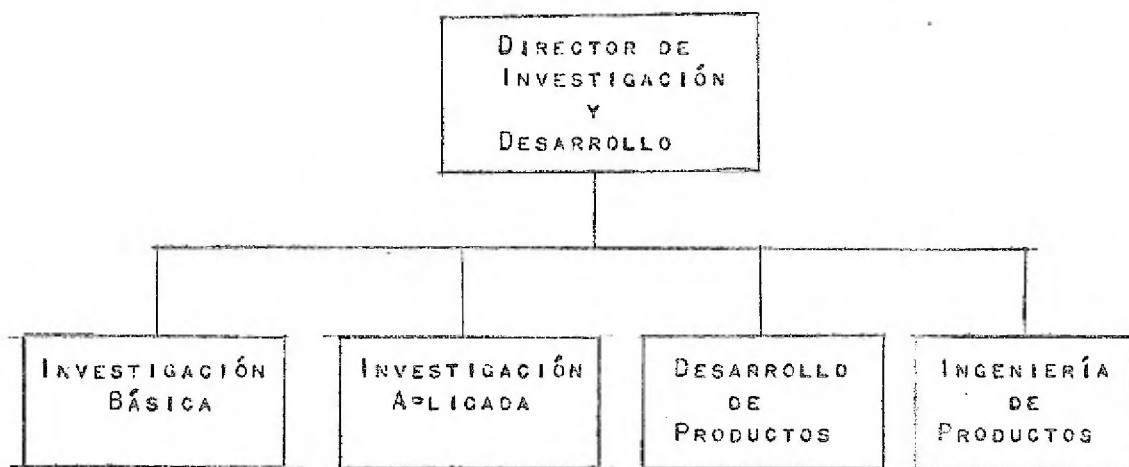 DIRECTOR DE
INVESTIGACIÓN
Y
DESARROLLO
INVESTIGACIÓN
BÁSICA
INVESTIGACIÓN
APLICADA
DESARROLLO
DE
PRODUCTOS
INGENIERÍA
DE
PRODUCTOS